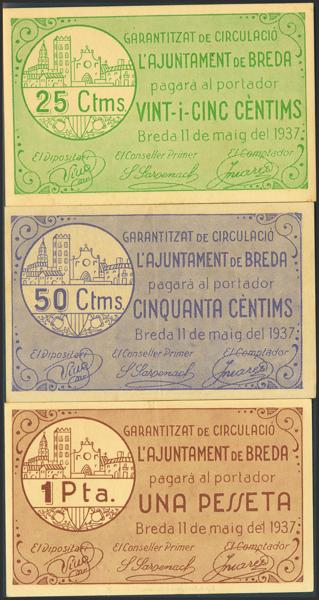 GARANTITZAT DE CIRCULACIÓ
L'AJUNTAMENT DE BREDA
pagarà al portador
25 Ctms.
VINT-i-CINC CÈNTIMS
Breda 11 de maig del 1937
El Dipositari El Conseller Primer El Comptador
GARANTITZAT DE CIRCULACIÓ
L'AJUNTAMENT DE BREDA
pagarà al portador
50 Ctms.
CINQUANTA CÈNTIMS
Breda 11 de maig del 1937
El Dipositari El Conseller Primer El Comptador
GARANTITZAT DE CIRCULACIÓ
L'AJUNTAMENT DE BREDA
pagarà al portador
1 Pta.
UNA PESSETA
Breda 11 de maig del 1937
El Dipositari El Conseller Primer El Comptador